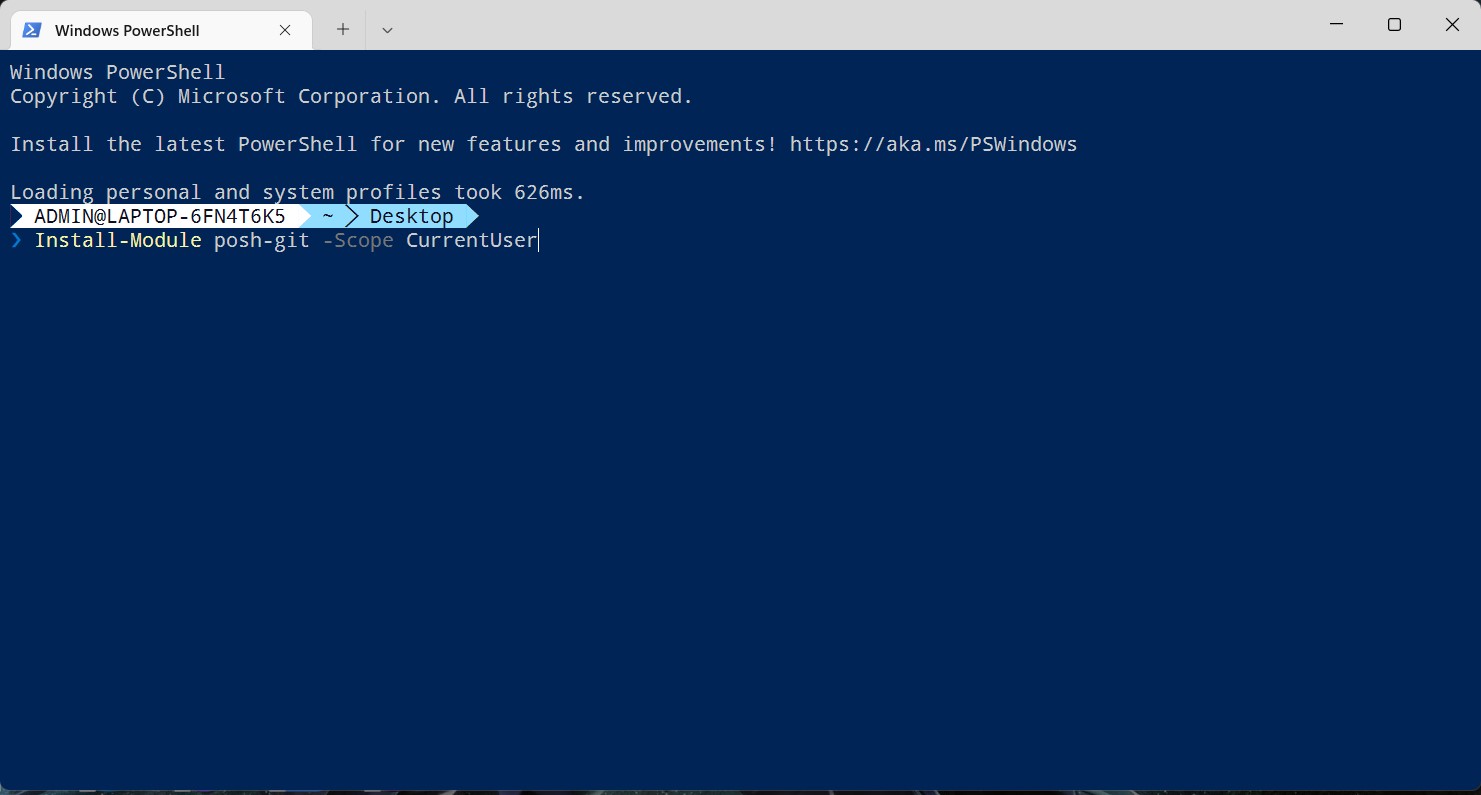 Windows PowerShell
Windows PowerShell
Copyright (C) Microsoft Corporation. All rights reserved.
Install the latest PowerShell for new features and improvements! https://aka.ms/PSWindows
Loading personal and system profiles took 626ms.
ADMIN@LAPTOP-6FN4T6K5 ~ Desktop
❯ Install-Module posh-git -Scope CurrentUser